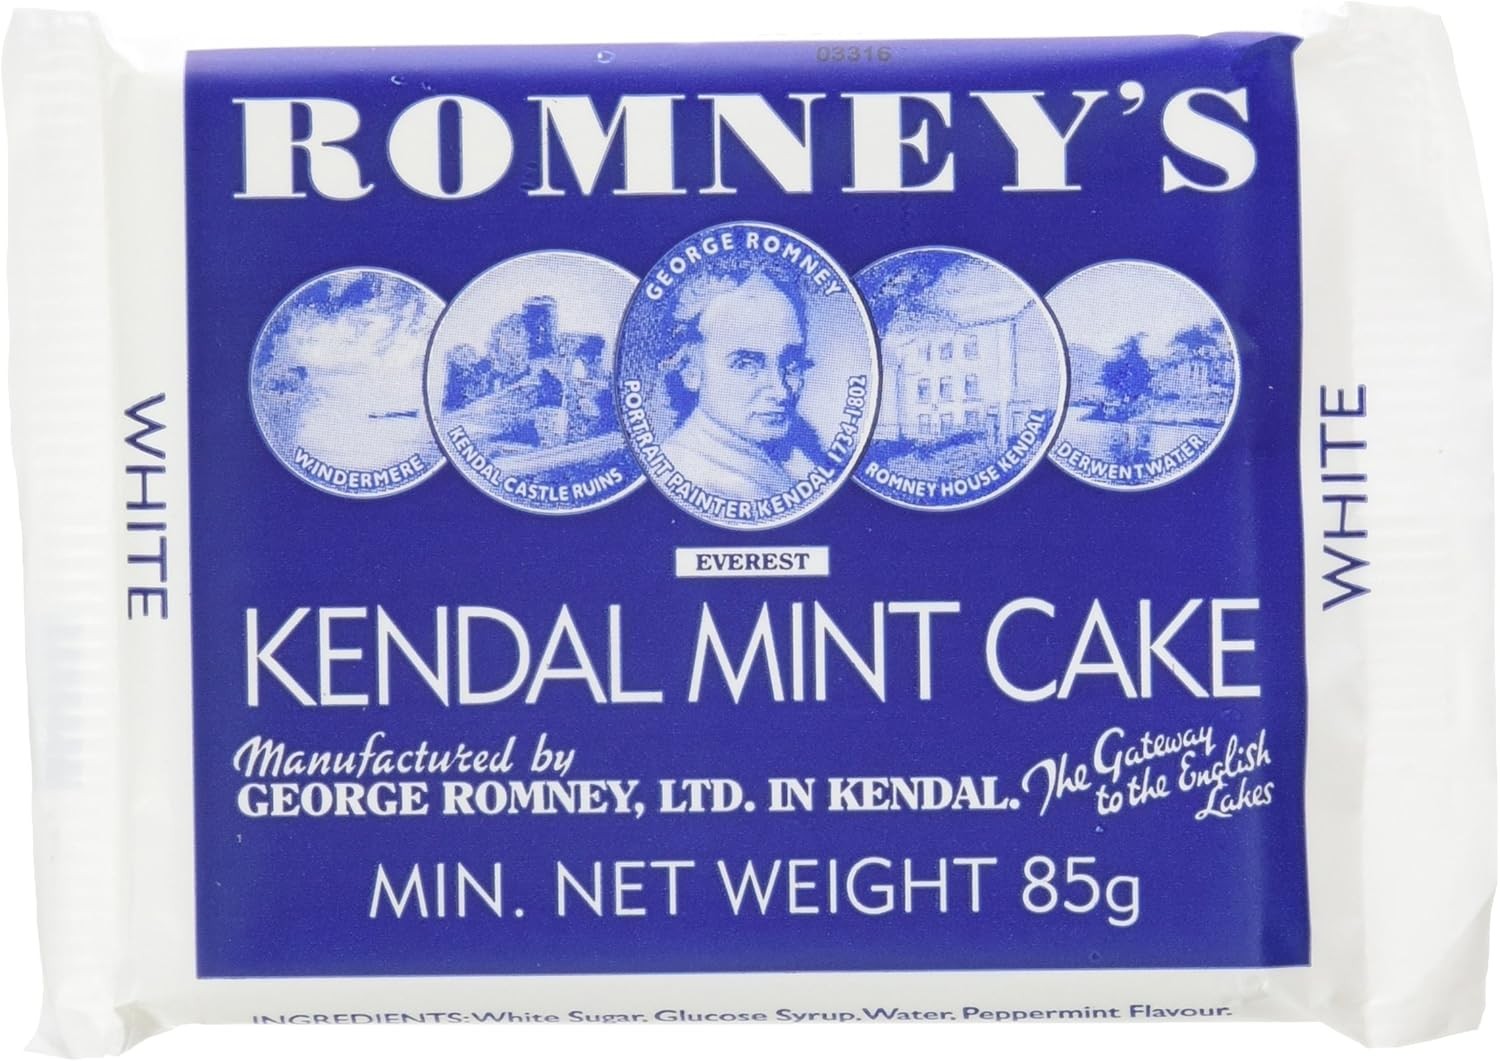 03316
ROMNEY'S
WINDERMERE
KENDAL CASTLE RUINS
GEORGE ROMNEY
PORTRAIT PAINTER KENDAL 1734-1802
ROMNEY HOUSE KENDAL
DERWENTWATER
EVEREST
KENDAL MINT CAKE
Manufactured by
GEORGE ROMNEY, LTD. IN KENDAL.
The Gateway
to the English
Lakes
MIN. NET WEIGHT 85g
WHITE
WHITE
INGREDIENTS: White Sugar, Glucose Syrup, Water, Peppermint Flavour.